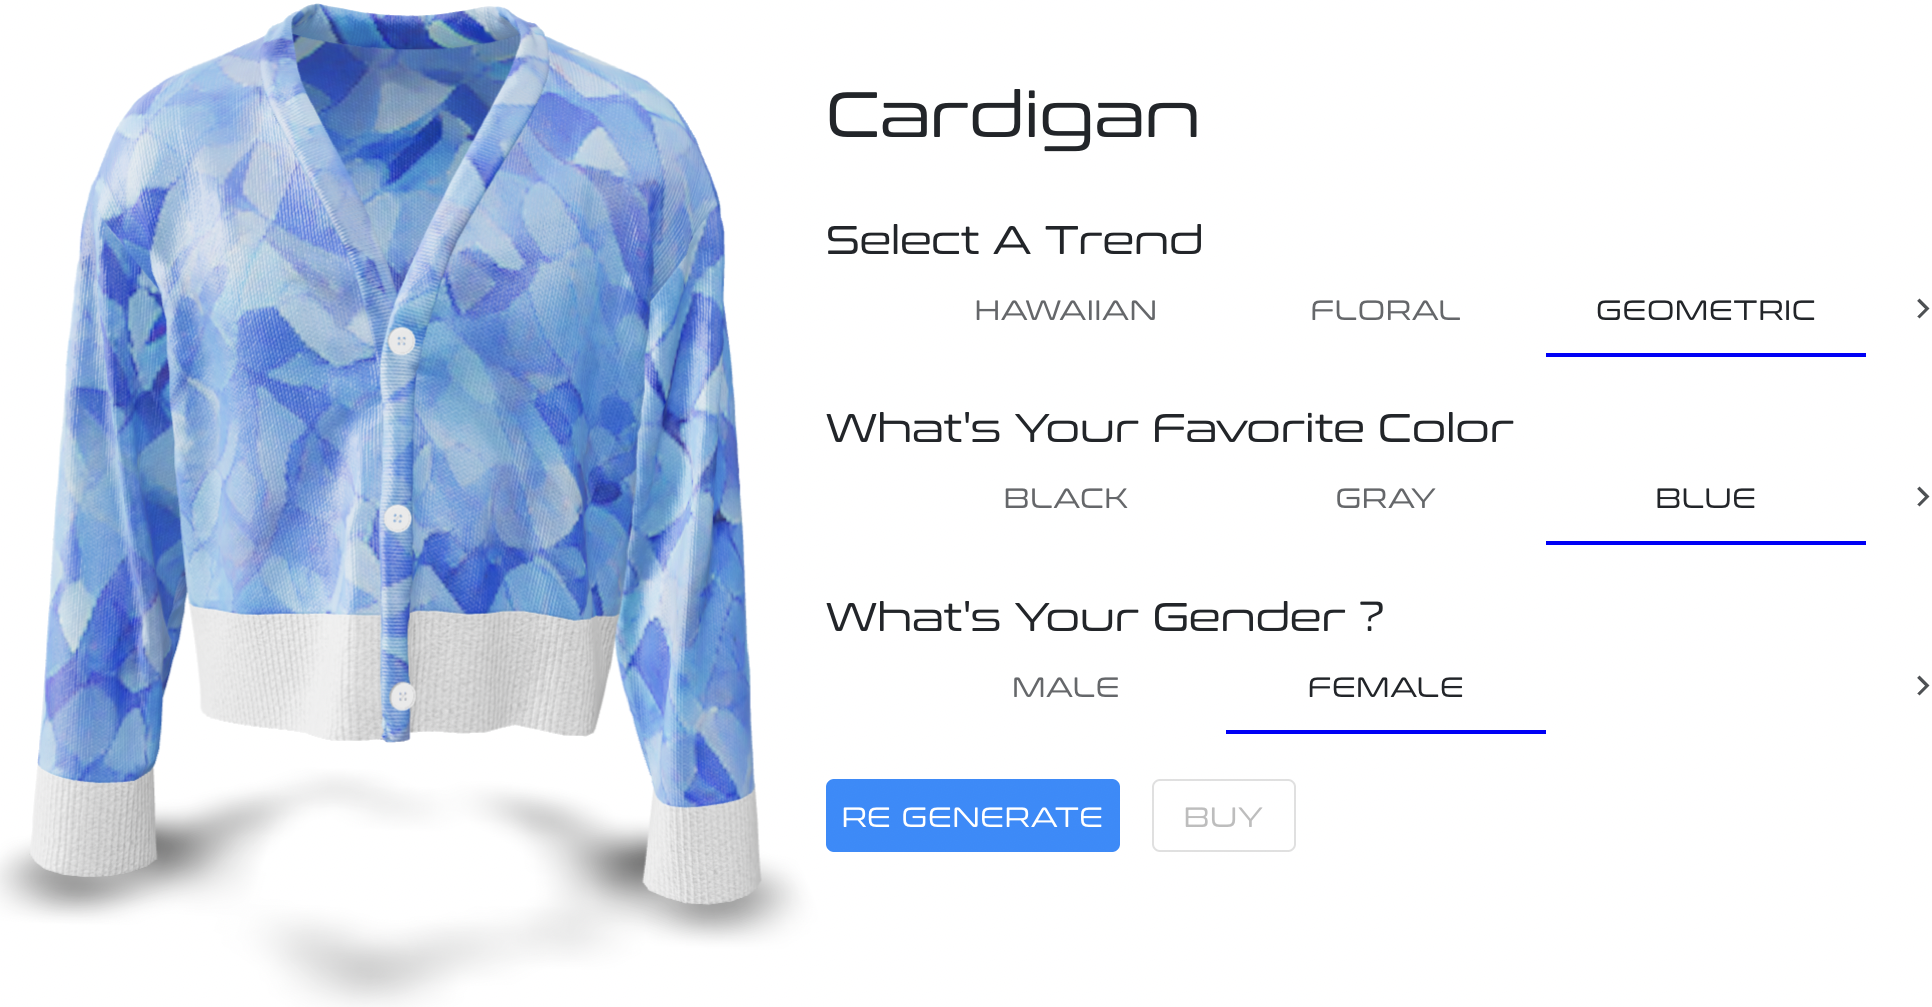 Cardigan
Select A Trend
HAWAIIAN FLORAL GEOMETRIC
What's Your Favorite Color
BLACK GRAY BLUE
What's Your Gender ?
MALE FEMALE
RE GENERATE BUY